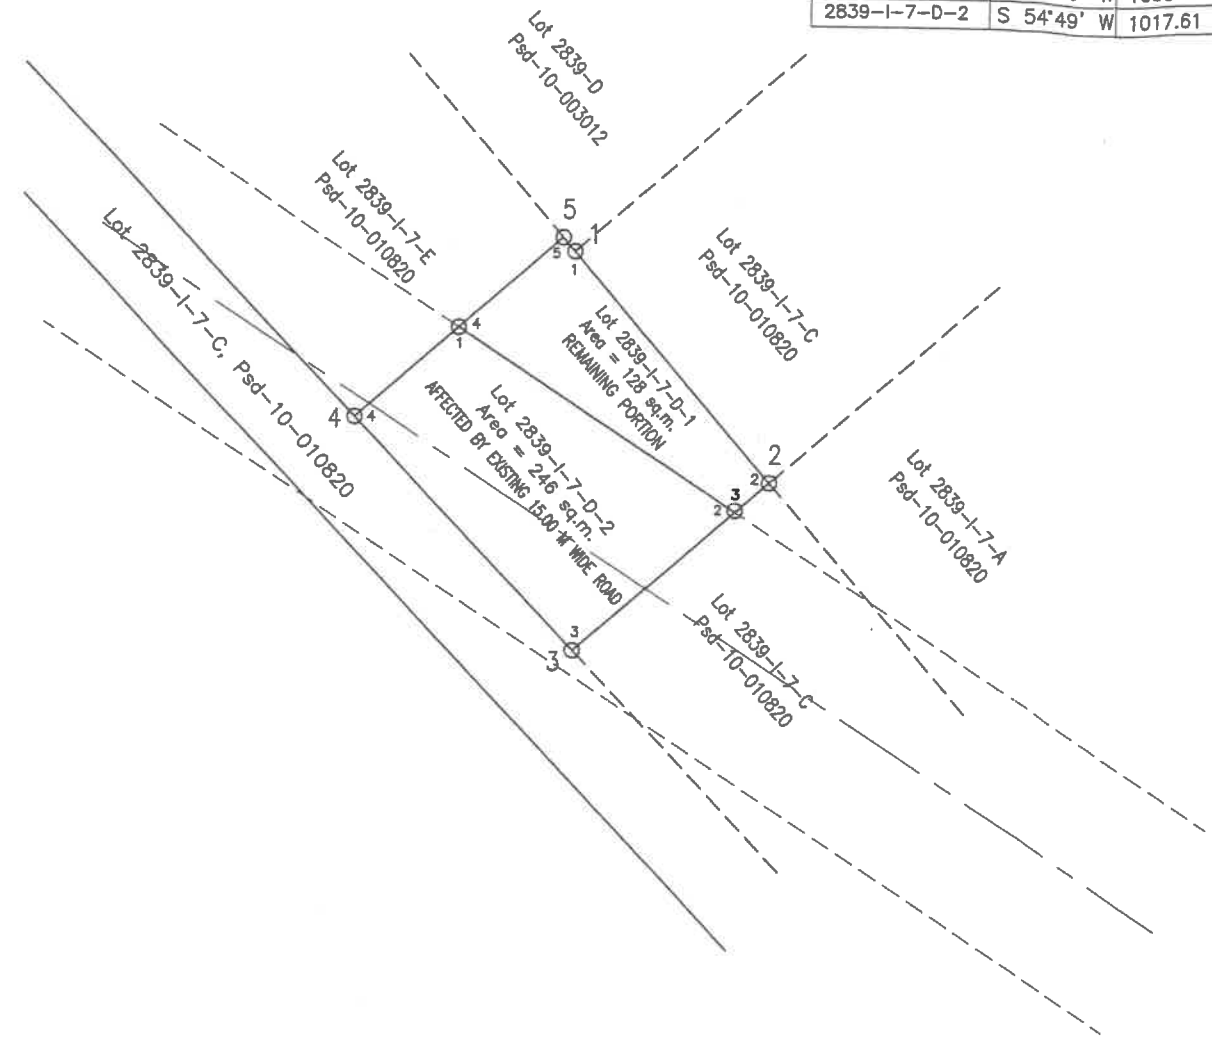 2839-I-7-D-2 S 54°49' W 1017.61
Lot 2839-D
Psd-10-003012
Lot 2839-I-7-E
Psd-10-010820
Lot 2839-I-7-C, Psd-10-010820
5
1
5
1
Lot 2839-I-7-C
Psd-10-010820
4
1
Lot 2839-I-7-D-1
Area = 128 sq.m.
REMAINING PORTION
4
4
Lot 2839-I-7-D-2
Area = 246 sq.m.
AFFECTED BY EXISTING 15.00 M WIDE ROAD
2
2
3
2
Lot 2839-I-7-A
Psd-10-010820
3
3
Lot 2839-I-7-C
Psd-10-010820